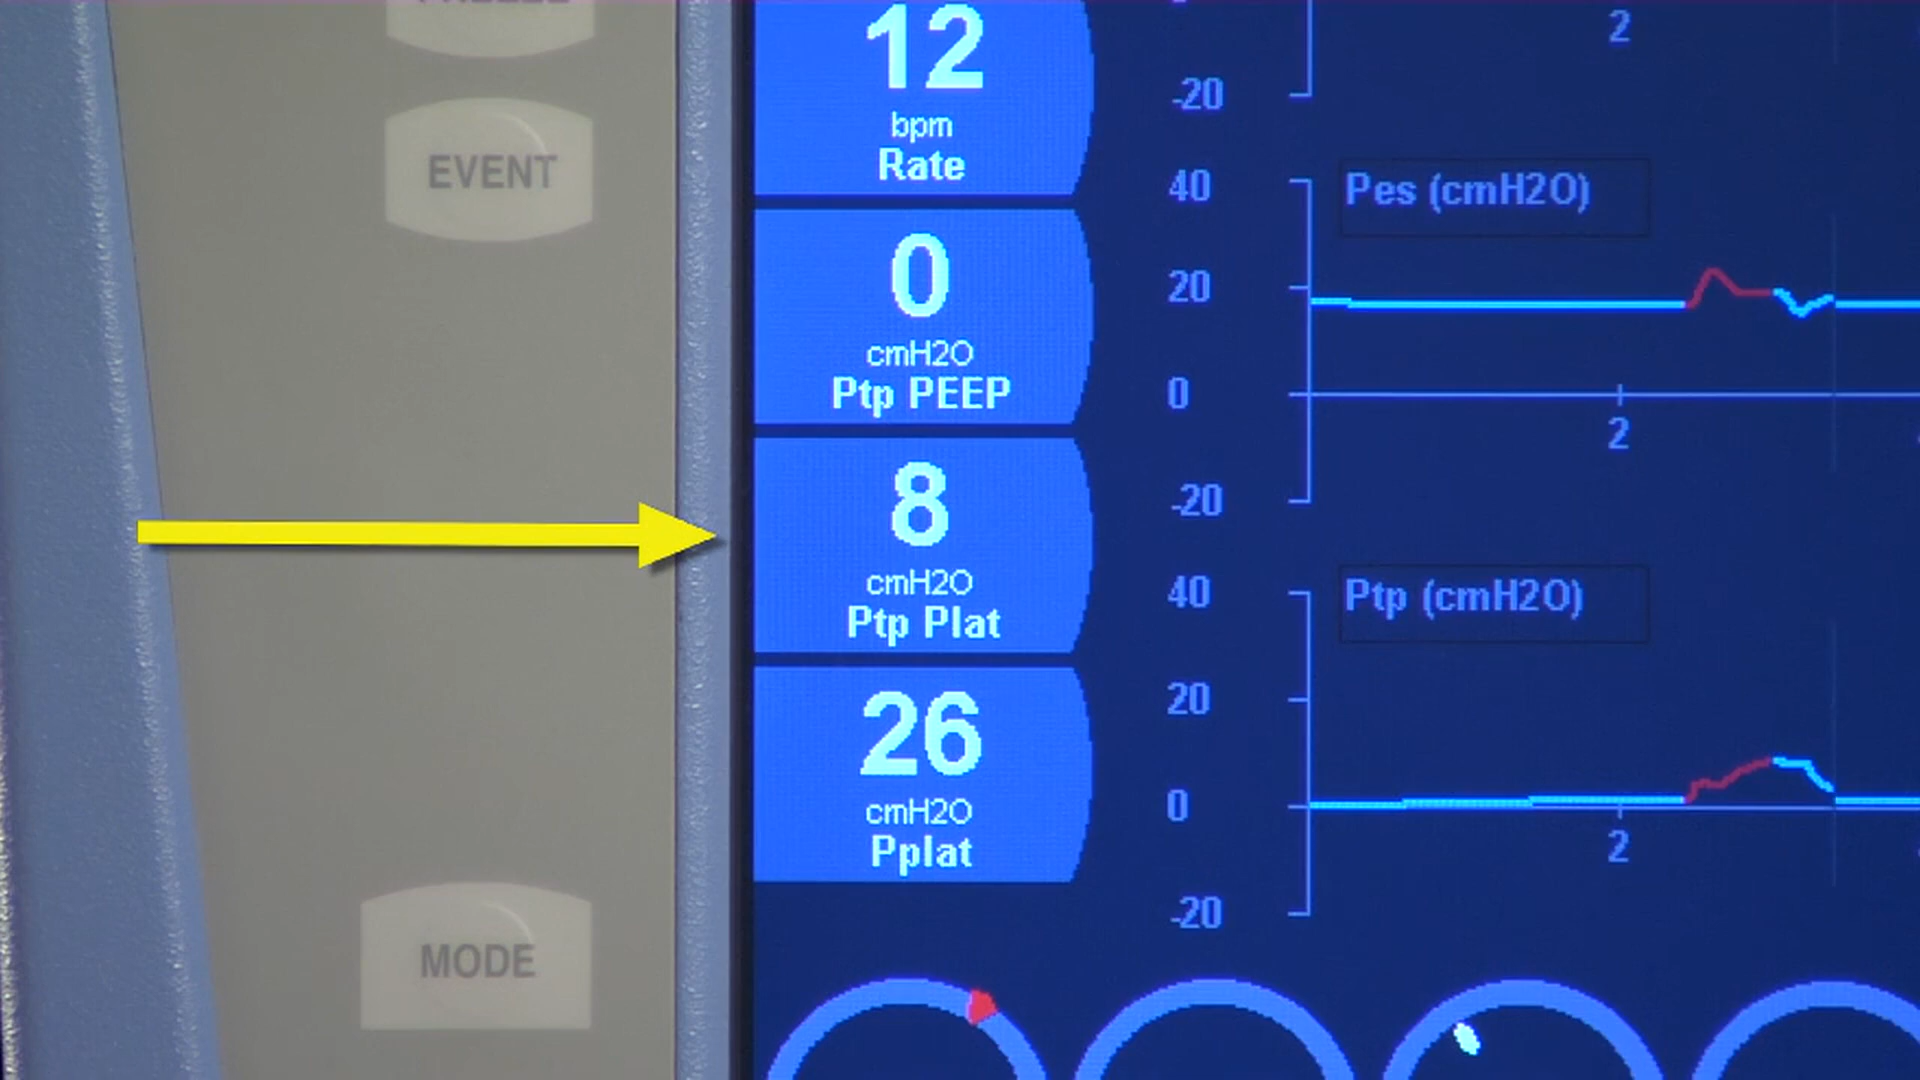 EVENT
MODE
12
bpm
Rate
0
cmH2O
Ptp PEEP
8
cmH2O
Ptp Plat
26
cmH2O
Pplat
2
-20
40
Pes (cmH2O)
20
0
2
-20
40
Ptp (cmH2O)
20
0
2
-20